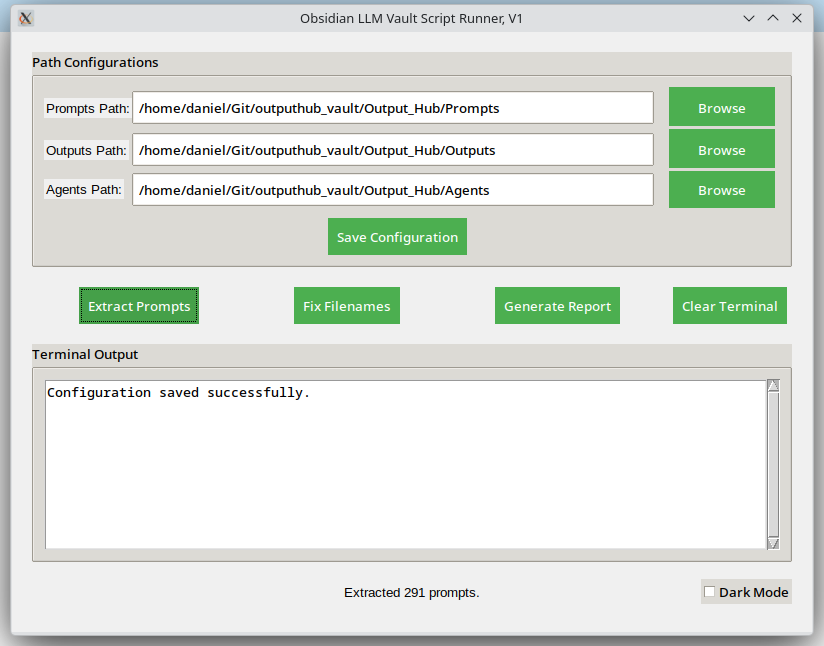 Obsidian LLM Vault Script Runner, V1
Path Configurations
Prompts Path: /home/daniel/Git/outputhub_vault/Output_Hub/Prompts Browse
Outputs Path: /home/daniel/Git/outputhub_vault/Output_Hub/Outputs Browse
Agents Path: /home/daniel/Git/outputhub_vault/Output_Hub/Agents Browse
Save Configuration
Extract Prompts Fix Filenames Generate Report Clear Terminal
Terminal Output
Configuration saved successfully.
Extracted 291 prompts. Dark Mode